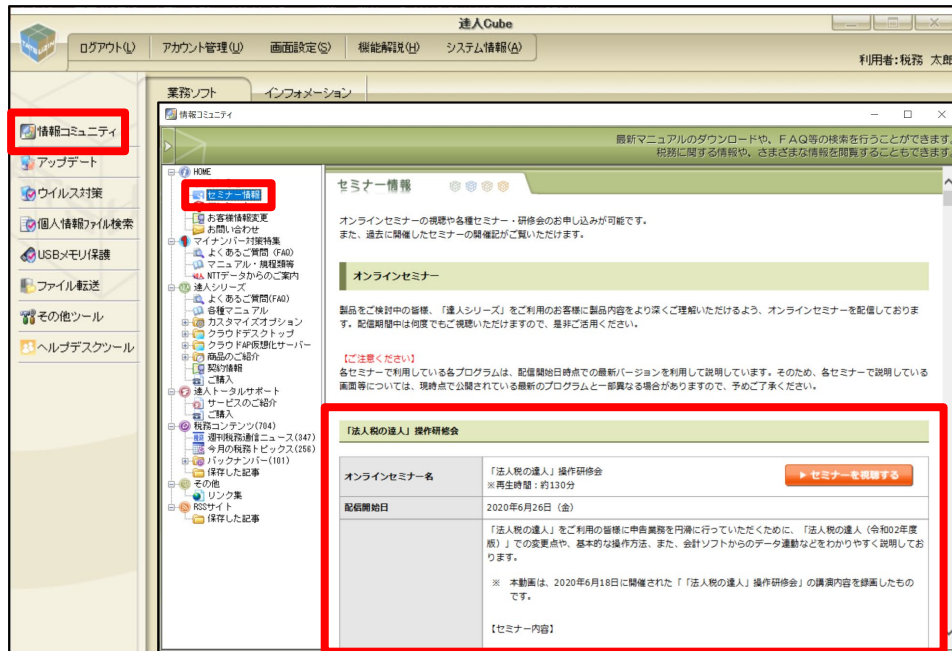 達人Cube
ログアウト(L)
アカウント管理(U)
画面設定(S)
機能解説(H)
システム情報(A)
利用者:税務 太郎
業務ソフト
インフォメーション
情報コミュニティ
アップデート
ウイルス対策
個人情報ファイル検索
USBメモリ保護
ファイル転送
その他ツール
ヘルプデスクツール
情報コミュニティ
最新マニュアルのダウンロードや、FAQ等の検索を行うことができます。
税務に関する情報や、さまざまな情報を閲覧することもできます。
HOME
セミナー情報
お客様情報変更
お問い合わせ
マイナンバー対策特集
よくあるご質問(FAQ)
マニュアル・規程類等
NTTデータからのご案内
達人シリーズ
よくあるご質問(FAQ)
各種マニュアル
カスタマイズオプション
クラウドデスクトップ
クラウドAP仮想化サーバー
商品のご紹介
契約情報
ご購入
達人トータルサポート
サービスのご紹介
ご購入
税務コンテンツ(704)
週刊税務通信ニュース(347)
今月の税務トピックス(256)
バックナンバー(101)
保存した記事
その他
リンク集
RSSサイト
保存した記事
セミナー情報
オンラインセミナーの視聴や各種セミナー・研修会のお申し込みが可能です。
また、過去に開催したセミナーの開催記がご覧いただけます。
オンラインセミナー
製品をご検討中の皆様、「達人シリーズ」をご利用のお客様に製品内容をより深くご理解いただけるよう、オンラインセミナーを配信しておりま
す。配信期間中は何度でもご視聴いただけますので、是非ご活用ください。
【ご注意ください】
各セミナーで利用している各プログラムは、配信開始日時点での最新バージョンを利用して説明しています。そのため、各セミナーで説明している
画面等については、現時点で公開されている最新のプログラムと一部異なる場合がありますので、予めご了承ください。
「法人税の達人」操作研修会
オンラインセミナー名
「法人税の達人」操作研修会
※再生時間:約130分
セミナーを視聴する
配信開始日
2020年6月26日(金)
「法人税の達人」をご利用の皆様に申告業務を円滑に行っていただくために、「法人税の達人(令和02年度
版)」での変更点や、基本的な操作方法、また、会計ソフトからのデータ連動などをわかりやすく説明してお
ります。
※ 本動画は、2020年6月18日に開催された「「法人税の達人」操作研修会」の講演内容を録画したもの
です。
【セミナー内容】